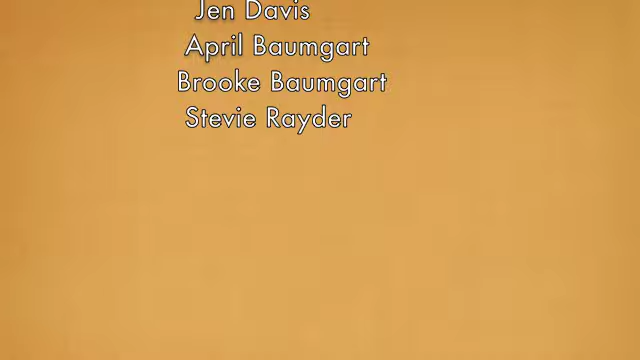 Jen Davis
April Baumgart
Brooke Baumgart
Stevie Rayder